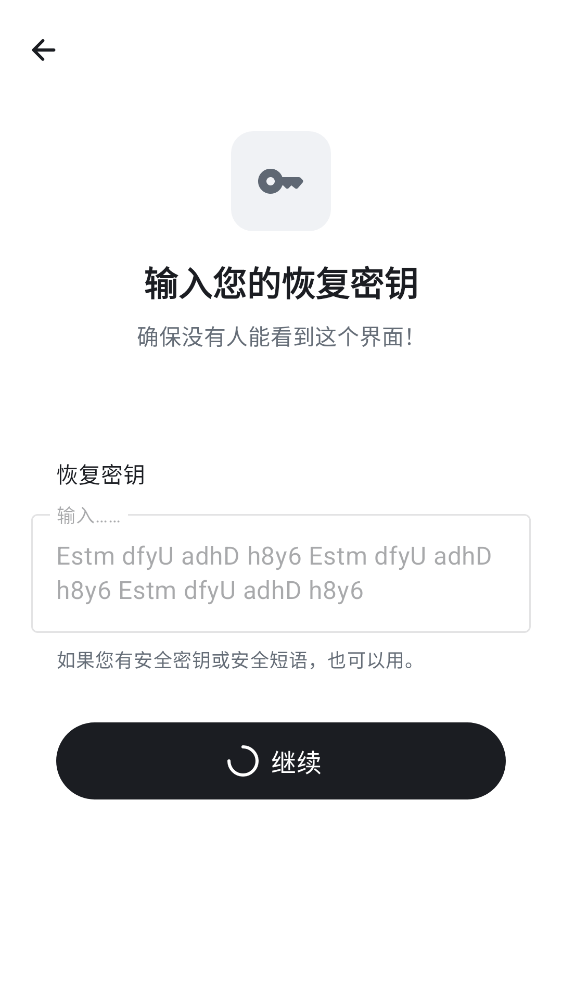 输入您的恢复密钥
确保没有人能看到这个界面！
恢复密钥
输入……
Estm dfyU adhD h8y6 Estm dfyU adhD
h8y6 Estm dfyU adhD h8y6
如果您有安全密钥或安全短语，也可以用。
继续